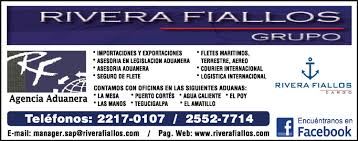 RIVERA FIALLOS
GRUPO
RF
Agencia Aduanera
* IMPORTACIONES Y EXPORTACIONES
* ASESORIA EN LEGISLACION ADUANERA
* ASESORIA ADUANERA
* SEGURO DE FLETE
* FLETES MARITIMOS,
TERRESTRE, AEREO
* COURIER INTERNACIONAL
* LOGISTICA INTERNACIONAL
CONTAMOS CON OFICINAS EN LAS SIGUIENTES ADUANAS:
* LA MESA * PUERTO CORTÉS * AGUA CALIENTE * EL POY
* LAS MANOS * TEGUCIGALPA * EL AMATILLO
RIVERA FIALLOS
CARGO
Teléfonos: 2217-0107 / 2552-7714
E-mail: manager.sap@riverafiallos.com / Pag. Web: www.riverafiallos.com
Encuéntranos en
f Facebook